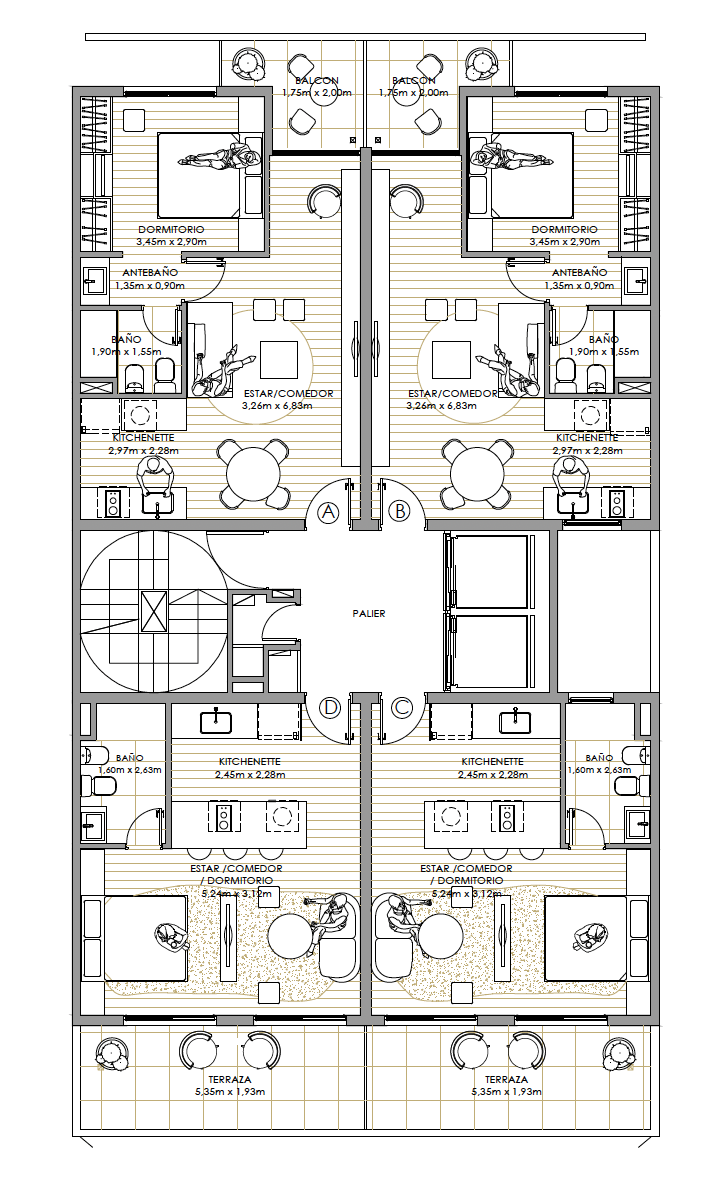 BALCON
1,75m x 2,00m
BALCON
1,75m x 2,00m
DORMITORIO
3,45m x 2,90m
DORMITORIO
3,45m x 2,90m
ANTEBAÑO
1,35m x 0,90m
ANTEBAÑO
1,35m x 0,90m
BAÑO
1,90m x 1,55m
BAÑO
1,90m x 1,55m
ESTAR/COMEDOR
3,26m x 6,83m
ESTAR/COMEDOR
3,26m x 6,83m
KITCHENETTE
2,97m x 2,28m
KITCHENETTE
2,97m x 2,28m
A
B
PALIER
D
C
BAÑO
1,60m x 2,63m
KITCHENETTE
2,45m x 2,28m
KITCHENETTE
2,45m x 2,28m
BAÑO
1,60m x 2,63m
ESTAR /COMEDOR
/ DORMITORIO
5,24m x 3,12m
ESTAR /COMEDOR
/ DORMITORIO
5,24m x 3,12m
TERRAZA
5,35m x 1,93m
TERRAZA
5,35m x 1,93m